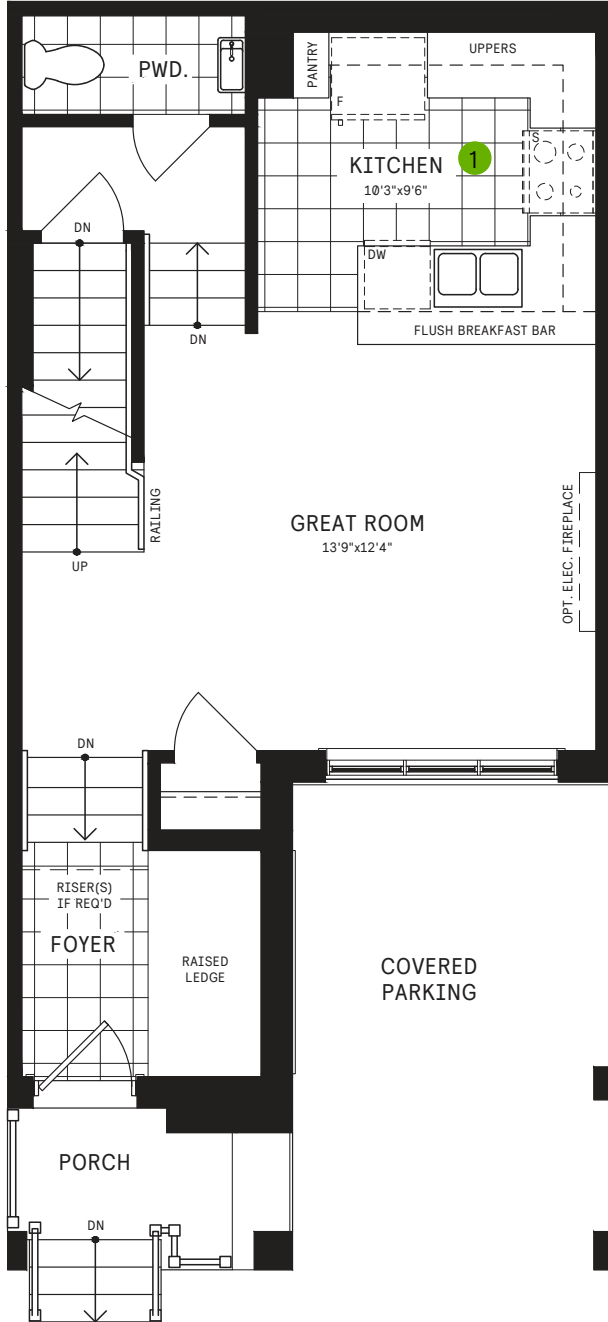 PWD.
PANTRY
UPPERS
F
S
1
KITCHEN
10'3"x9'6"
DN
DW
DN
FLUSH BREAKFAST BAR
RAILING
GREAT ROOM
13'9"x12'4"
OPT. ELEC. FIREPLACE
UP
DN
RISER(S)
IF REQ'D
FOYER
RAISED
LEDGE
COVERED
PARKING
PORCH
DN